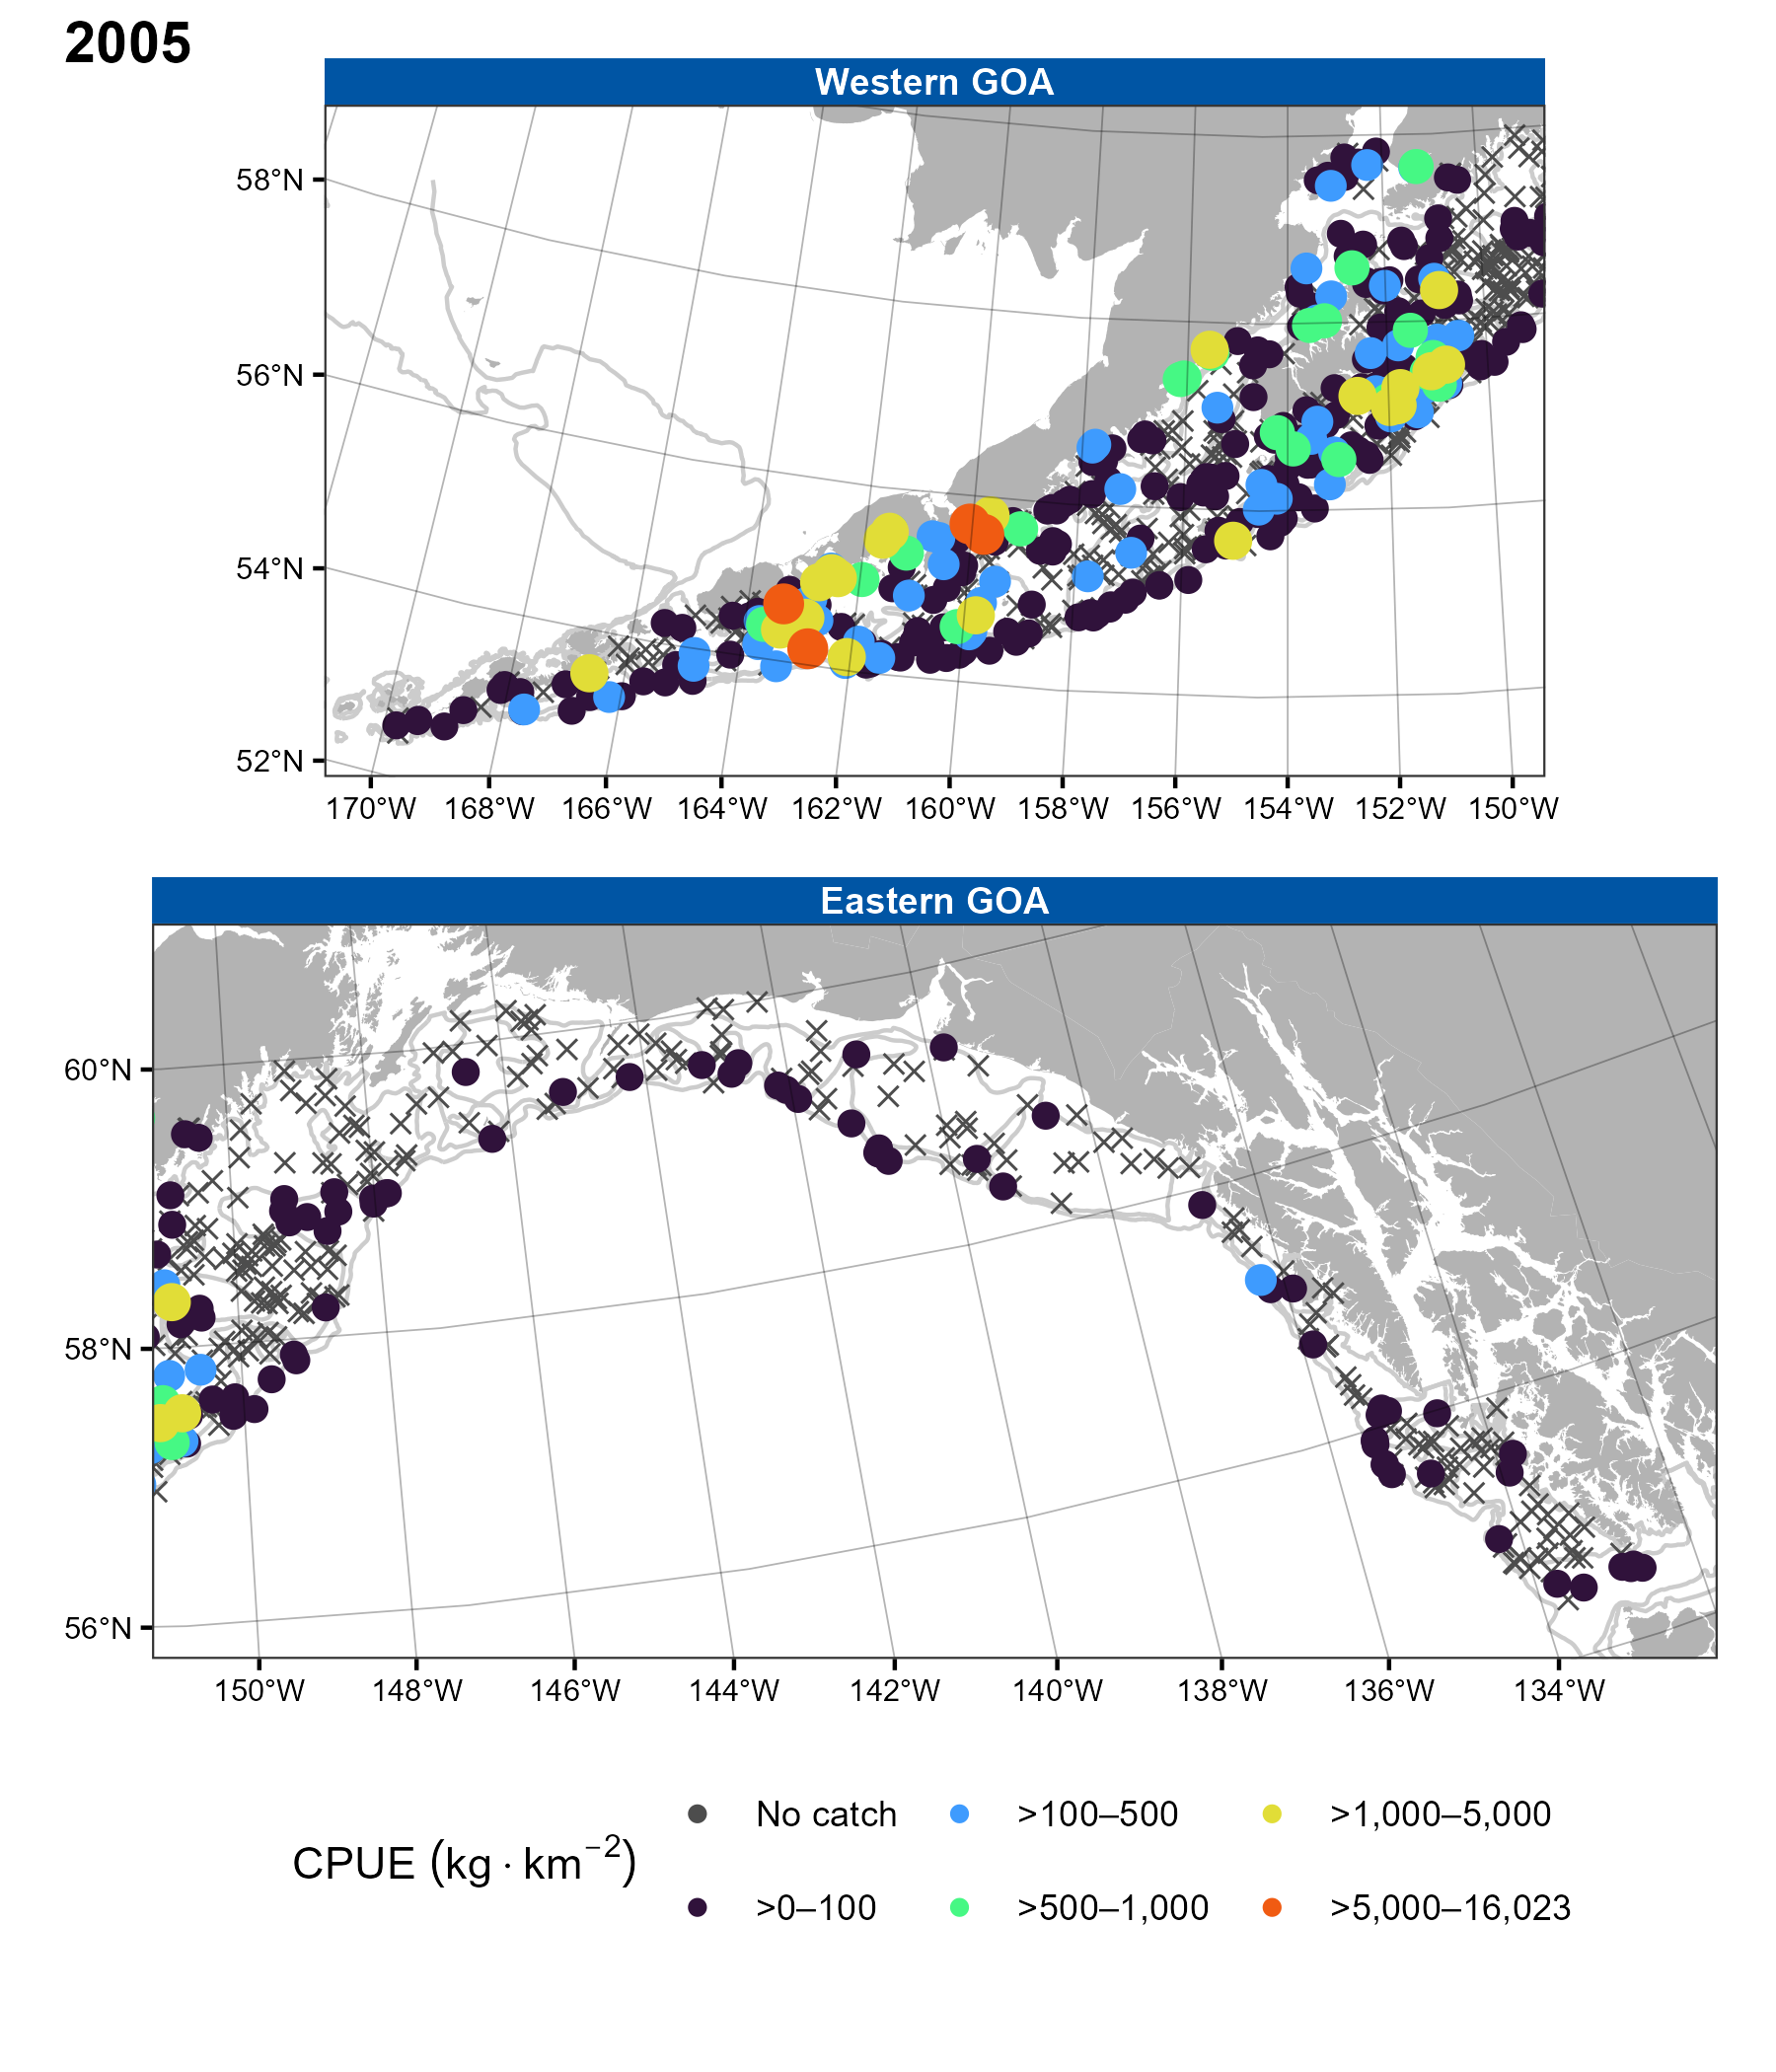 2005
Western GOA
58°N
56°N
54°N
52°N
170°W 168°W 166°W 164°W 162°W 160°W 158°W 156°W 154°W 152°W 150°W
Eastern GOA
60°N
58°N
56°N
150°W 148°W 146°W 144°W 142°W 140°W 138°W 136°W 134°W
CPUE (kg · km⁻²)
No catch >100–500 >1,000–5,000
>0–100 >500–1,000 >5,000–16,023